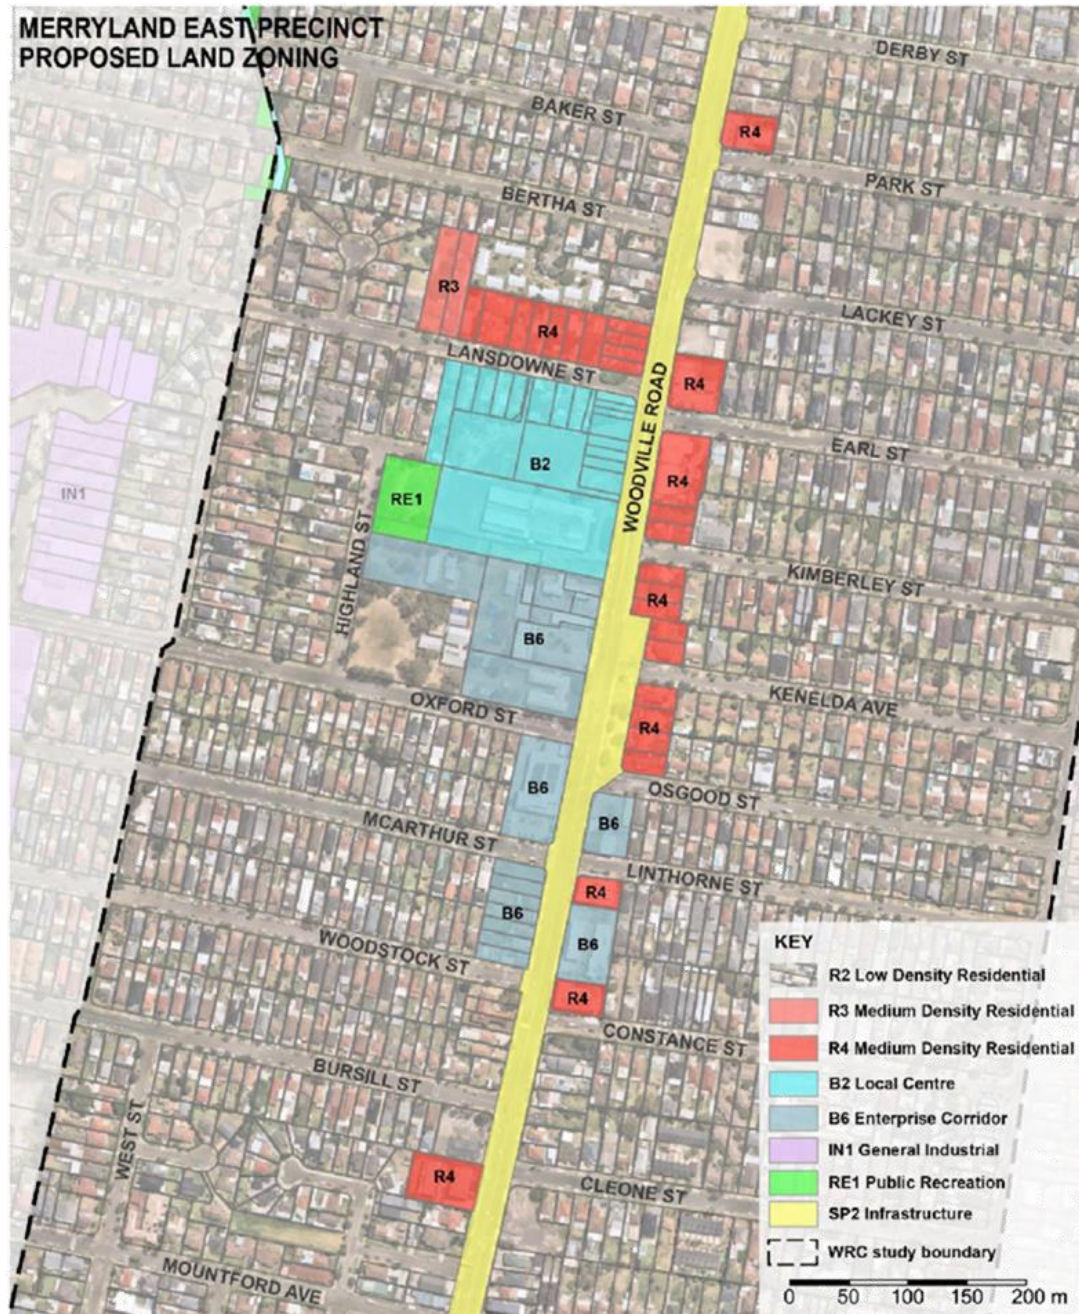 MERRYLAND EAST PRECINCT
PROPOSED LAND ZONING
DERBY ST
BAKER ST
R4
PARK ST
BERTHA ST
R3
LACKEY ST
R4
LANSDOWNE ST
R4
WOODVILLE ROAD
EARL ST
B2
R4
IN1
RE1
HIGHLAND ST
KIMBERLEY ST
R4
B6
KENELDA AVE
OXFORD ST
R4
B6
OSGOOD ST
MCARTHUR ST
B6
LINTHORNE ST
R4
B6
WOODSTOCK ST
B6
R4
CONSTANCE ST
BURSILL ST
WEST ST
R4
CLEONE ST
MOUNTFORD AVE
KEY
R2 Low Density Residential
R3 Medium Density Residential
R4 Medium Density Residential
B2 Local Centre
B6 Enterprise Corridor
IN1 General Industrial
RE1 Public Recreation
SP2 Infrastructure
WRC study boundary
0 50 100 150 200 m